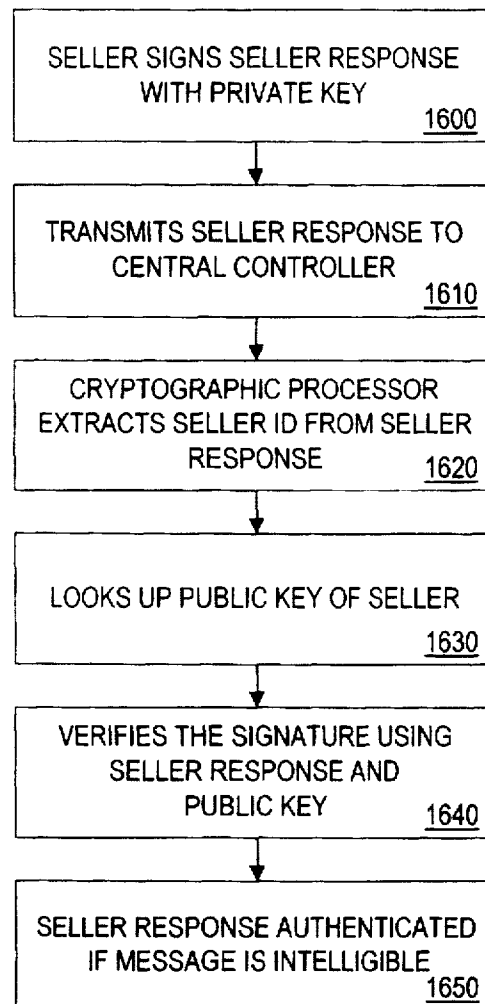 SELLER SIGNS SELLER RESPONSE
WITH PRIVATE KEY
1600
TRANSMITS SELLER RESPONSE TO
CENTRAL CONTROLLER
1610
CRYPTOGRAPHIC PROCESSOR
EXTRACTS SELLER ID FROM SELLER
RESPONSE
1620
LOOKS UP PUBLIC KEY OF SELLER
1630
VERIFIES THE SIGNATURE USING
SELLER RESPONSE AND
PUBLIC KEY
1640
SELLER RESPONSE AUTHENTICATED
IF MESSAGE IS INTELLIGIBLE
1650